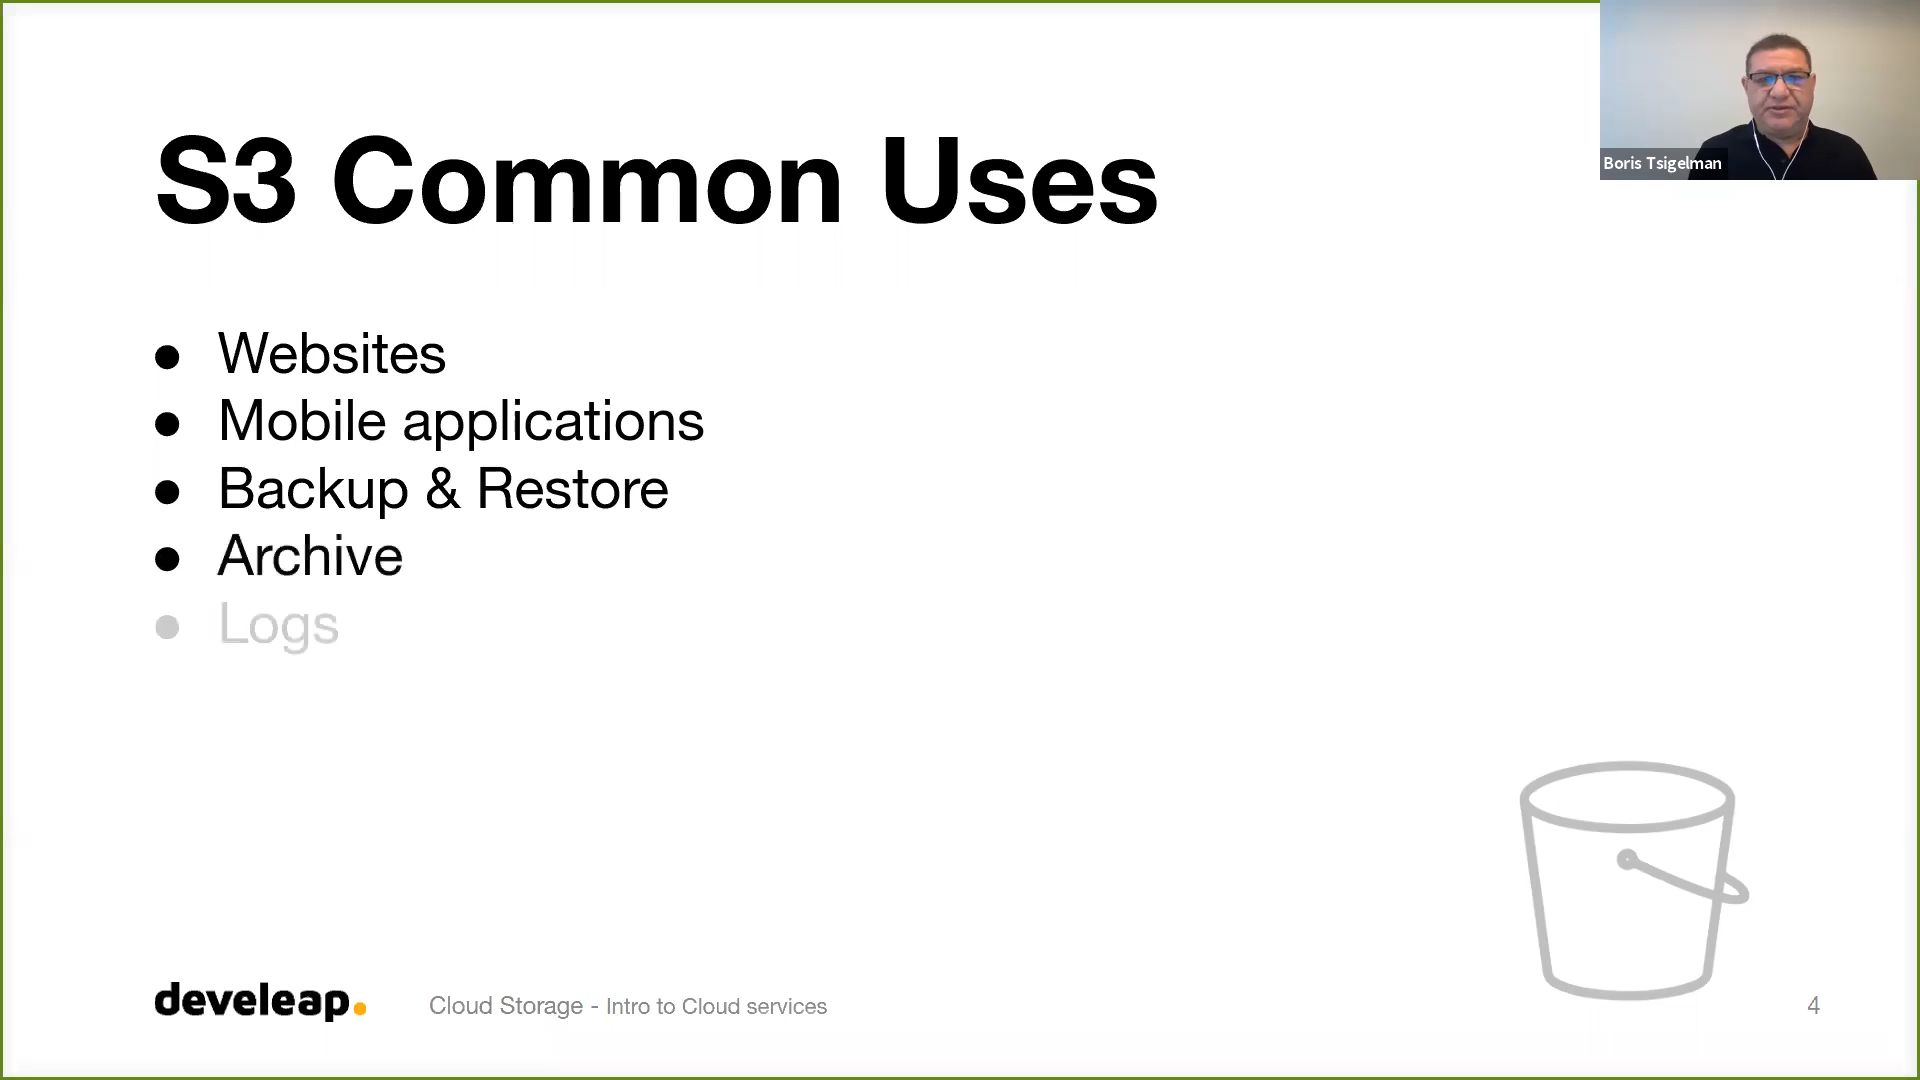 S3 Common Uses
Boris Tsigelman
● Websites
● Mobile applications
● Backup & Restore
● Archive
● Logs
develeap.
Cloud Storage - Intro to Cloud services
4